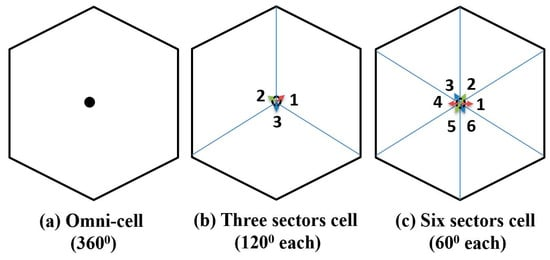 2 1
3
3 2
4 1
5 6
(a) Omni-cell
(360⁰)
(b) Three sectors cell
(120⁰ each)
(c) Six sectors cell
(60⁰ each)